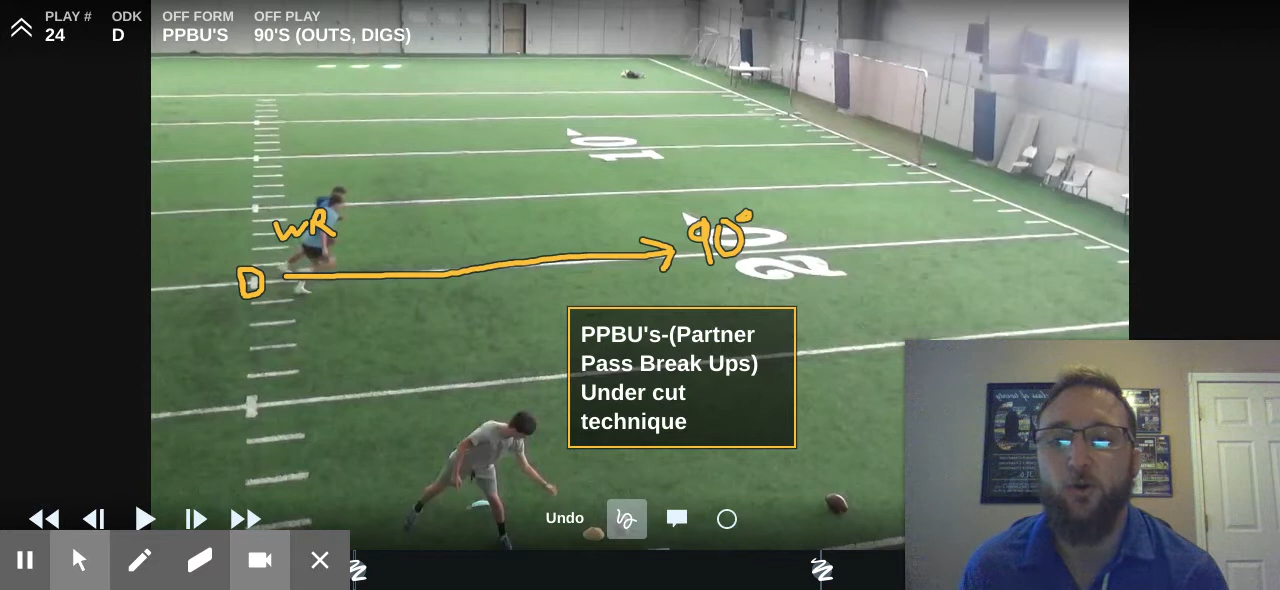 PLAY # ODK OFF FORM OFF PLAY
24 D PPBU'S 90'S (OUTS, DIGS)
10
WR
90°
20
D
PPBU's-(Partner
Pass Break Ups)
Under cut
technique
Undo